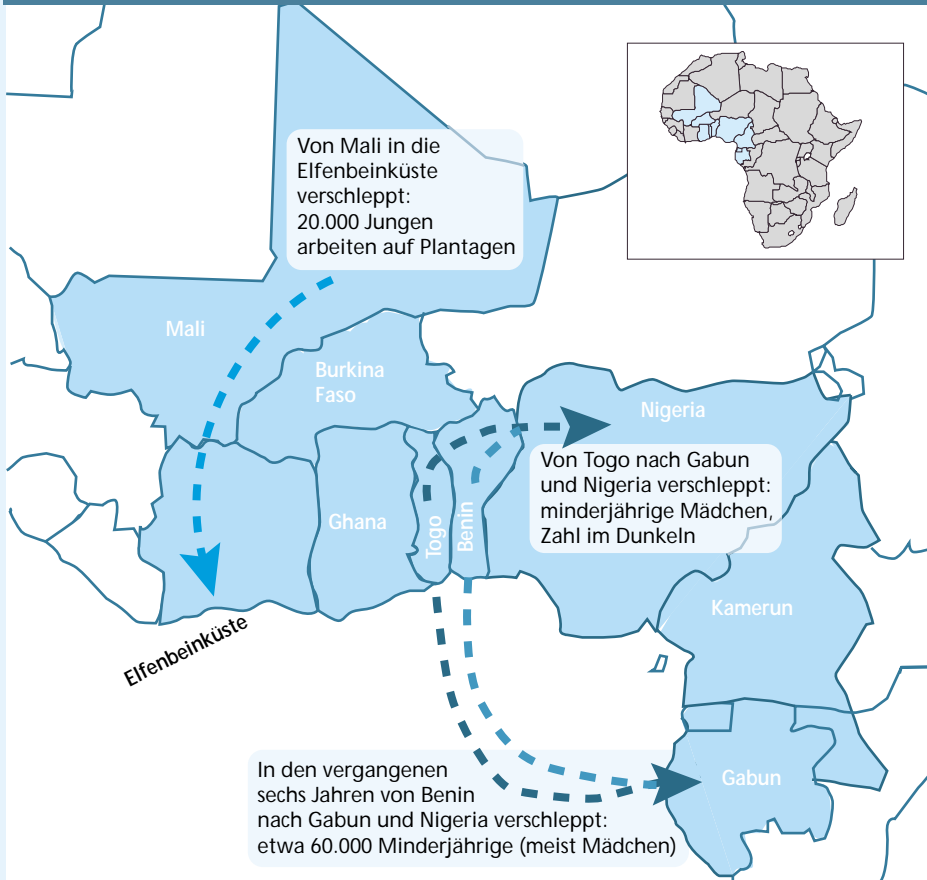 Von Mali in die
Elfenbeinküste
verschleppt:
20.000 Jungen
arbeiten auf Plantagen
Mali
Burkina
Faso
Nigeria
Von Togo nach Gabun
und Nigeria verschleppt:
minderjährige Mädchen,
Zahl im Dunkeln
Ghana
Togo
Benin
Kamerun
Elfenbeinküste
In den vergangenen
sechs Jahren von Benin
nach Gabun und Nigeria verschleppt:
etwa 60.000 Minderjährige (meist Mädchen)
Gabun